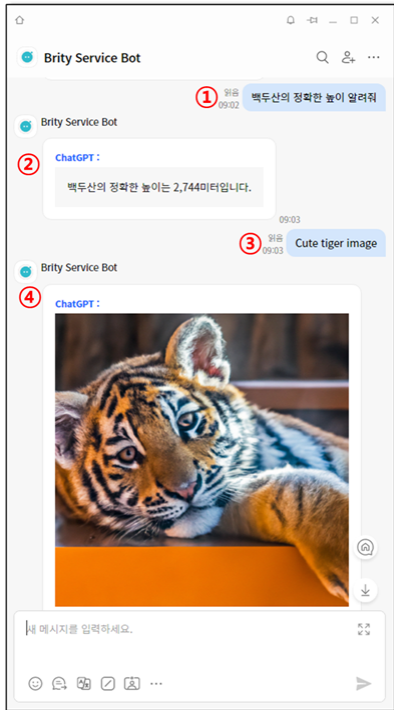 Brity Service Bot
① 읽음 09:02 백두산의 정확한 높이 알려줘
Brity Service Bot
②
ChatGPT :
백두산의 정확한 높이는 2,744미터입니다.
09:03
③ 읽음 09:03 Cute tiger image
Brity Service Bot
④
ChatGPT :
새 메시지를 입력하세요.